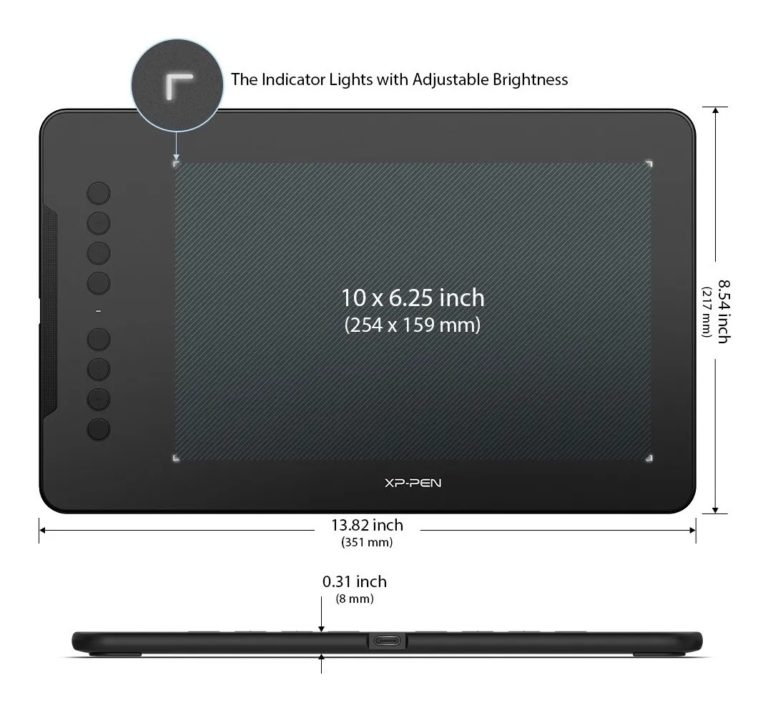 The Indicator Lights with Adjustable Brightness
10 x 6.25 inch
(254 x 159 mm)
8.54 inch
(217 mm)
XP-PEN
13.82 inch
(351 mm)
0.31 inch
(8 mm)